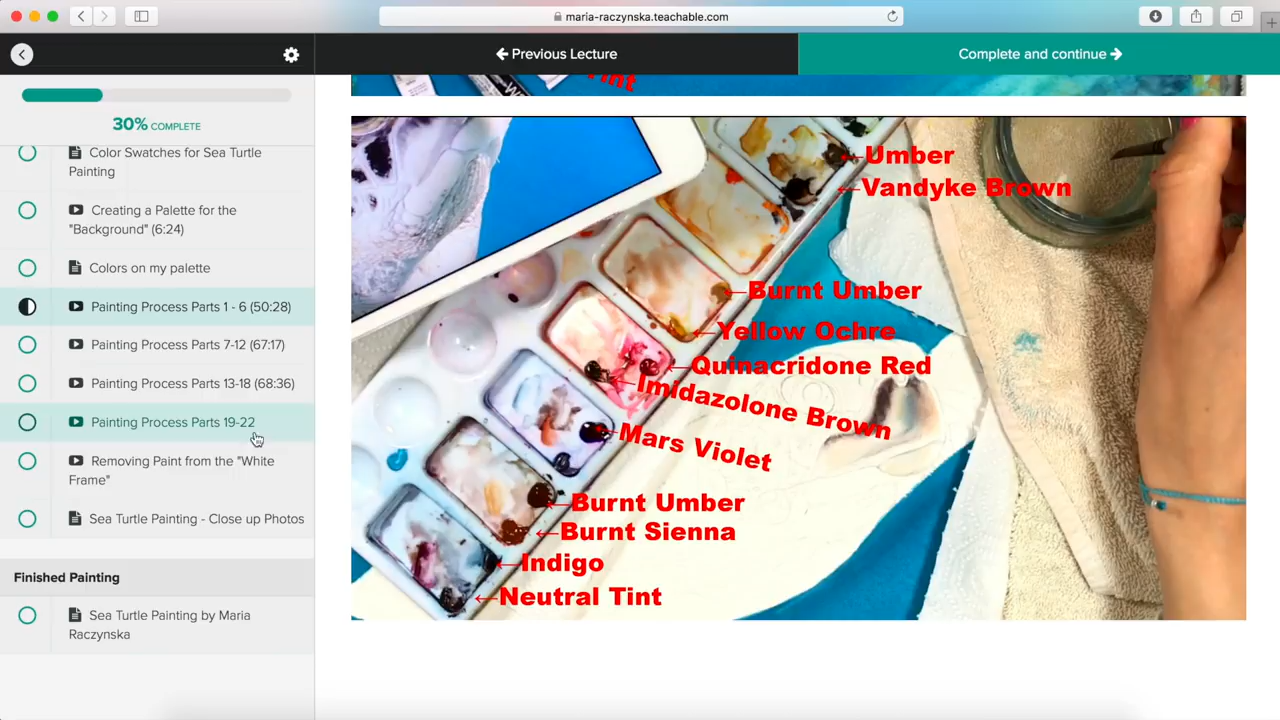 maria-raczynska.teachable.com
Previous Lecture
Complete and continue
30% COMPLETE
Color Swatches for Sea Turtle
Painting
Creating a Palette for the
"Background" (6:24)
Colors on my palette
Painting Process Parts 1 - 6 (50:28)
Painting Process Parts 7-12 (67:17)
Painting Process Parts 13-18 (68:36)
Painting Process Parts 19-22
Removing Paint from the "White
Frame"
Sea Turtle Painting - Close up Photos
Finished Painting
Sea Turtle Painting by Maria
Raczynska
Tint
Umber
Vandyke Brown
Burnt Umber
Yellow Ochre
Quinacridone Red
Imidazolone Brown
Mars Violet
Burnt Umber
Burnt Sienna
Indigo
Neutral Tint